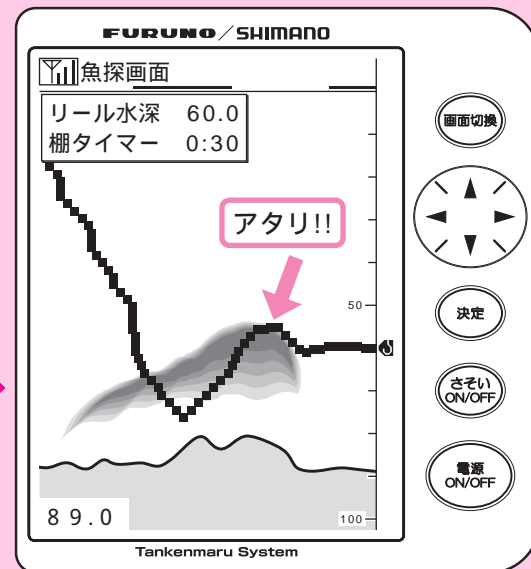 FURUNO/SHIMANO
魚探画面
リール水深 60.0
棚タイマー 0:30
画面切換
アタリ!!
50
決定
さそい
ON/OFF
電源
ON/OFF
89.0
100
Tankenmaru System